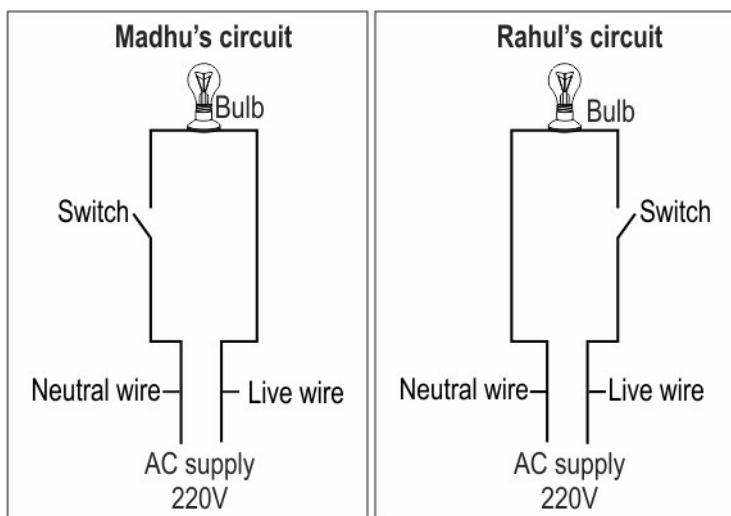 Madhu's circuit
Bulb
Switch
Neutral wire
Live wire
AC supply
220V
Rahul's circuit
Bulb
Switch
Neutral wire
Live wire
AC supply
220V